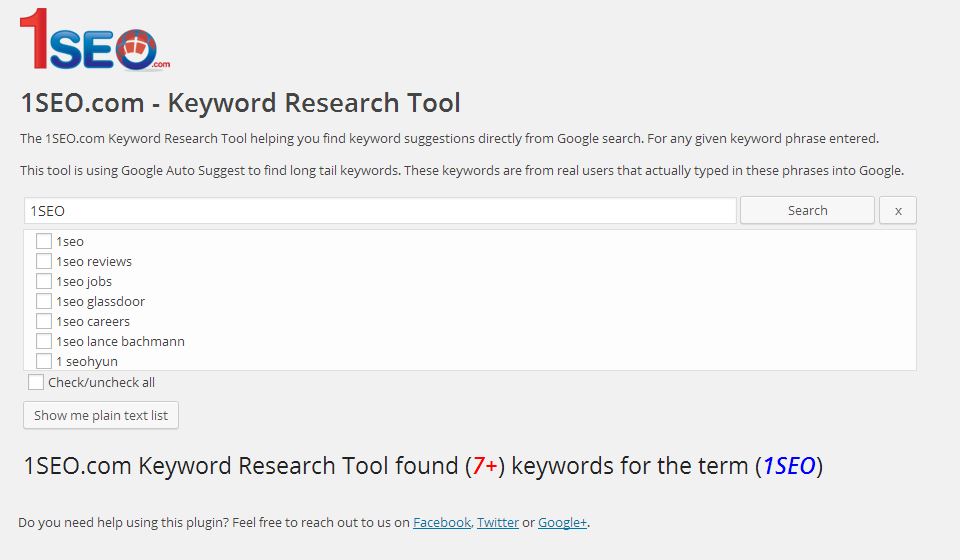 1SEO.com
1SEO.com - Keyword Research Tool
The 1SEO.com Keyword Research Tool helping you find keyword suggestions directly from Google search. For any given keyword phrase entered.
This tool is using Google Auto Suggest to find long tail keywords. These keywords are from real users that actually typed in these phrases into Google.
1SEO Search x
1seo
1seo reviews
1seo jobs
1seo glassdoor
1seo careers
1seo lance bachmann
1 seohyun
Check/uncheck all
Show me plain text list
1SEO.com Keyword Research Tool found (7+) keywords for the term (1SEO)
Do you need help using this plugin? Feel free to reach out to us on Facebook, Twitter or Google+.